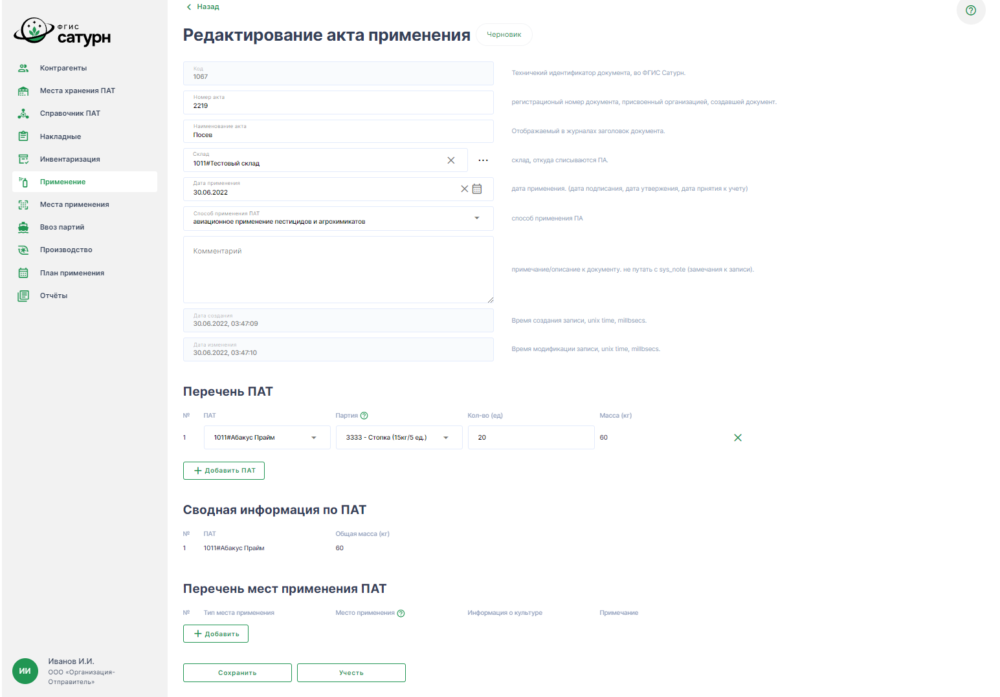 Назад
ФГИС
сатурн
Редактирование акта применения
Черновик
Контрагенты
Места хранения ПАТ
Справочник ПАТ
Накладные
Инвентаризация
Применение
Места применения
Ввоз партий
Производство
План применения
Отчёты
Код
1067
Техничекий идентификатор документа, во ФГИС Сатурн.
Номер акта
2219
регистрационый номер документа, присвоенный организацией, создавшей документ.
Наименование акта
Посев
Отображаемый в журналах заголовок документа.
Склад
1011#Тестовый склад
склад, откуда списываются ПА.
Дата применения
30.06.2022
дата применения. (дата подписания, дата утвержения, дата прнятия к учету)
Способ применения ПАТ
авиационное применение пестицидов и агрохимикатов
способ применения ПА
Комментарий
примечание/описание к документу. не путать с sys_note (замечания к записи).
Дата создания
30.06.2022, 03:47:09
Время создания записи, unix time, millbsecs.
Дата изменения
30.06.2022, 03:47:10
Время модификации записи, unix time, millbsecs.
Перечень ПАТ
№ ПАТ Партия Кол-во (ед) Масса (кг)
1 1011#Абакус Прайм 3333 - Стопка (15кг/5 ед.) 20 60
Добавить ПАТ
Сводная информация по ПАТ
№ ПАТ Общая масса (кг)
1 1011#Абакус Прайм 60
Перечень мест применения ПАТ
№ Тип места применения Место применения Информация о культуре Примечание
Добавить
Сохранить Учесть
ИИ
Иванов И.И.
ООО «Организация-
Отправитель»